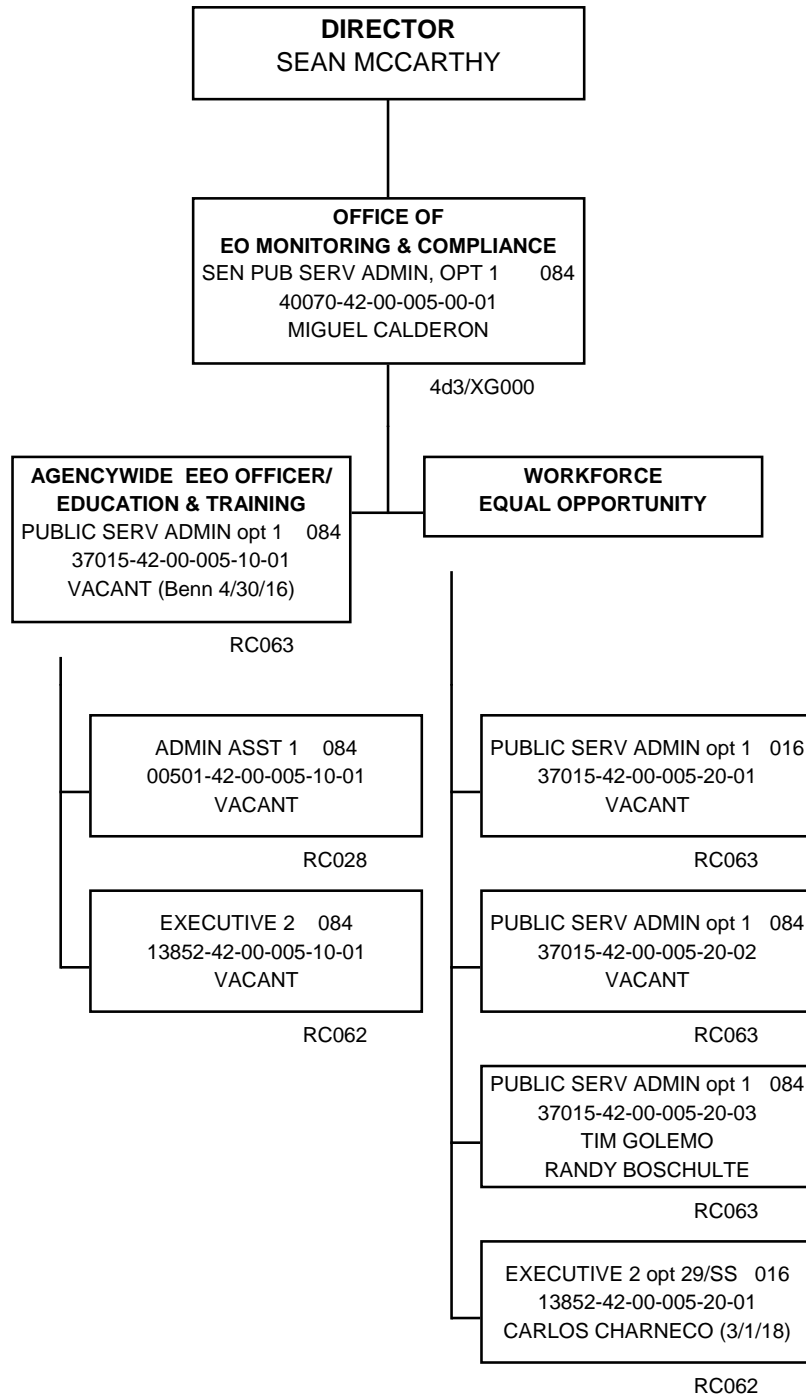 DIRECTOR
SEAN MCCARTHY
OFFICE OF
EO MONITORING & COMPLIANCE
SEN PUB SERV ADMIN, OPT 1 084
40070-42-00-005-00-01
MIGUEL CALDERON
4d3/XG000
AGENCYWIDE EEO OFFICER/
EDUCATION & TRAINING
PUBLIC SERV ADMIN opt 1 084
37015-42-00-005-10-01
VACANT (Benn 4/30/16)
RC063
ADMIN ASST 1 084
00501-42-00-005-10-01
VACANT
RC028
EXECUTIVE 2 084
13852-42-00-005-10-01
VACANT
RC062
WORKFORCE
EQUAL OPPORTUNITY
PUBLIC SERV ADMIN opt 1 016
37015-42-00-005-20-01
VACANT
RC063
PUBLIC SERV ADMIN opt 1 084
37015-42-00-005-20-02
VACANT
RC063
PUBLIC SERV ADMIN opt 1 084
37015-42-00-005-20-03
TIM GOLEMO
RANDY BOSCHULTE
RC063
EXECUTIVE 2 opt 29/SS 016
13852-42-00-005-20-01
CARLOS CHARNECO (3/1/18)
RC062